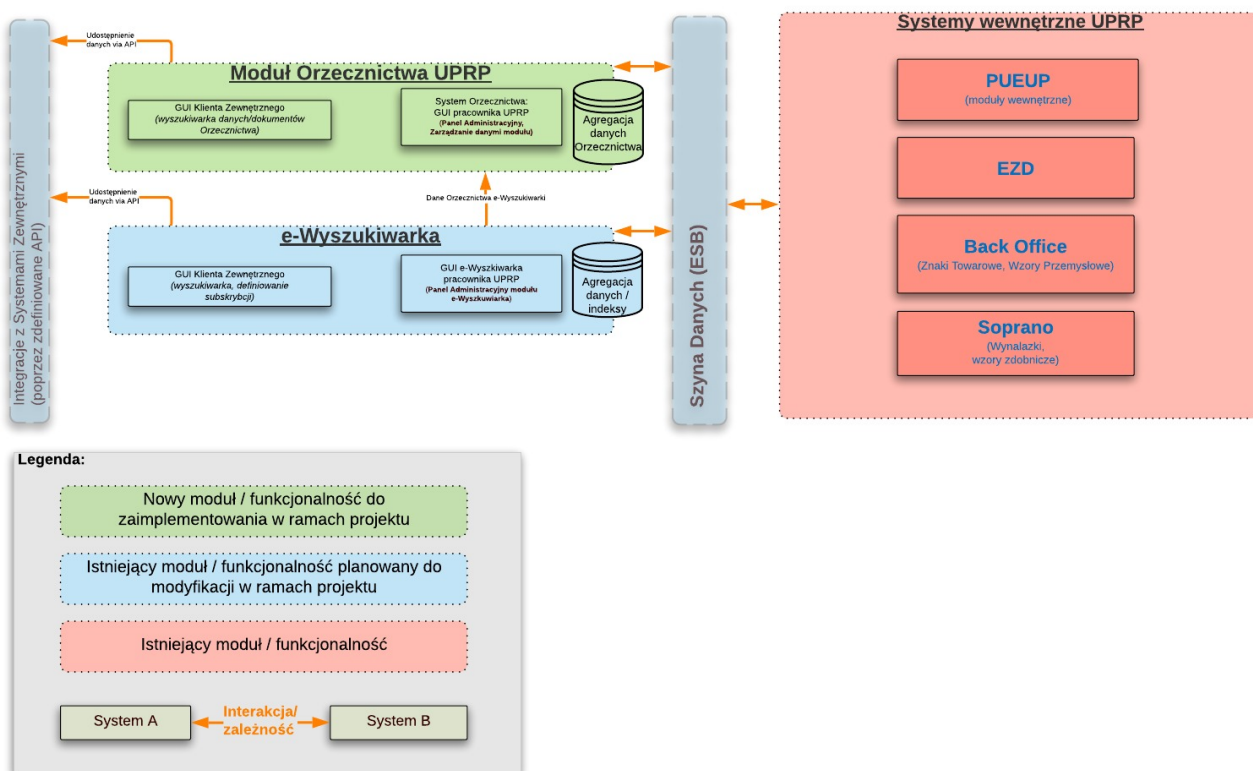 Integracje z Systemami Zewnętrznymi
(poprzez zdefiniowane API)
Udostępnienie
danych via API
Moduł Orzecznictwa UPRP
GUI Klienta Zewnętrznego
(wyszukiwarka danych/dokumentów
Orzecznictwa)
System Orzecznictwa:
GUI pracownika UPRP
(Panel Administracyjny,
Zarządzanie danymi modułu)
Agregacja
danych
Orzecznictwa
Udostępnienie
danych via API
Dane Orzecznictwa e-Wyszukiwarki
e-Wyszukiwarka
GUI Klienta Zewnętrznego
(wyszukiwarka, definiowanie
subskrybcji)
GUI e-Wyszkiwarka
pracownika UPRP
(Panel Administracyjny modułu
e-Wyszkuwiarka)
Agregacja
danych /
indeksy
Szyna Danych (ESB)
Systemy wewnętrzne UPRP
PUEUP
(moduły wewnętrzne)
EZD
Back Office
(Znaki Towarowe, Wzory Przemysłowe)
Soprano
(Wynalazki,
wzory zdobnicze)
Legenda:
Nowy moduł / funkcjonalność do
zaimplementowania w ramach projektu
Istniejący moduł / funkcjonalność planowany do
modyfikacji w ramach projektu
Istniejący moduł / funkcjonalność
System A
Interakcja/
zależność
System B